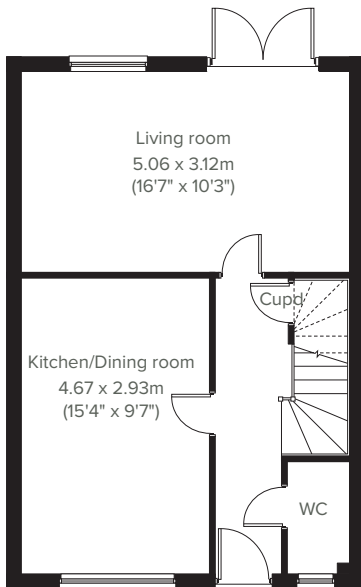 Living room
5.06 x 3.12m
(16'7" x 10'3")
Cupd
Kitchen/Dining room
4.67 x 2.93m
(15'4" x 9'7")
WC